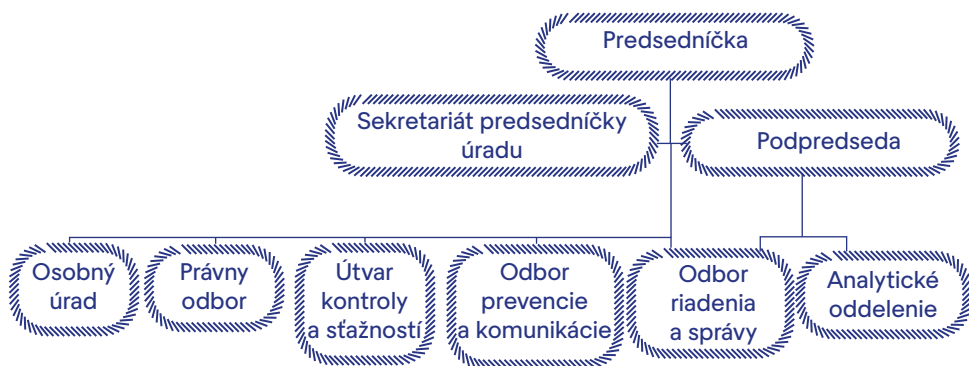 Predsedníčka
Sekretariát predsedníčky
úradu
Podpredseda
Osobný
úrad
Právny
odbor
Útvar
kontroly
a sťažností
Odbor
prevencie
a komunikácie
Odbor
riadenia
a správy
Analytické
oddelenie